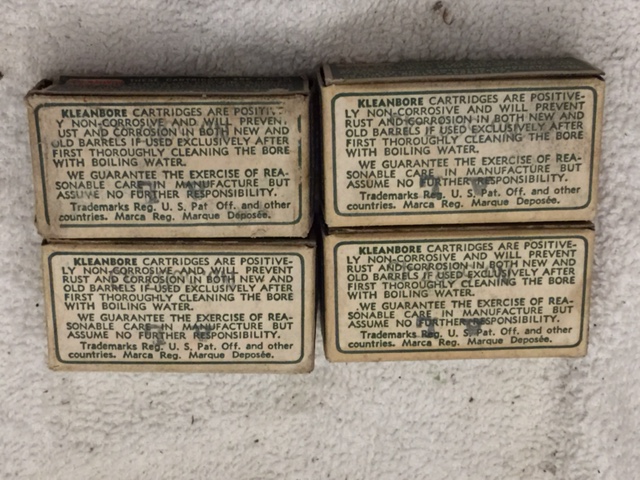 KLEANBORE CARTRIDGES ARE POSITIV-
LY NON-CORROSIVE AND WILL PREVEN
UST AND CORROSION IN BOTH NEW AND
OLD BARRELS IF USED EXCLUSIVELY AFTER
FIRST THOROUGHLY CLEANING THE BORE
WITH BOILING WATER.
WE GUARANTEE THE EXERCISE OF REA-
SONABLE CARE IN MANUFACTURE BUT
ASSUME NO FURTHER RESPONSIBILITY.
Trademarks Reg. U. S. Pat. Off. and other
countries. Marca Reg. Marque Deposée.
KLEANBORE CARTRIDGES ARE POSITIVE-
LY NON-CORROSIVE AND WILL PREVENT
RUST AND CORROSION IN BOTH NEW AND
OLD BARRELS IF USED EXCLUSIVELY AFTER
FIRST THOROUGHLY CLEANING THE BORE
WITH BOILING WATER.
WE GUARANTEE THE EXERCISE OF REA-
SONABLE CARE IN MANUFACTURE BUT
ASSUME NO FURTHER RESPONSIBILITY.
Trademarks Reg. U. S. Pat. Off. and other
countries. Marca Reg. Marque Deposée.
KLEANBORE CARTRIDGES ARE POSITIVE-
LY NON-CORROSIVE AND WILL PREVENT
RUST AND CORROSION IN BOTH NEW AND
OLD BARRELS IF USED EXCLUSIVELY AFTER
FIRST THOROUGHLY CLEANING THE BORE
WITH BOILING WATER.
WE GUARANTEE THE EXERCISE OF REA-
SONABLE CARE IN MANUFACTURE BUT
ASSUME NO FURTHER RESPONSIBILITY.
Trademarks Reg. U. S. Pat. Off. and other
countries. Marca Reg. Marque Deposée.
KLEANBORE CARTRIDGES ARE POSITIVE-
LY NON-CORROSIVE AND WILL PREVENT
RUST AND CORROSION IN BOTH NEW AND
OLD BARRELS IF USED EXCLUSIVELY AFTER
FIRST THOROUGHLY CLEANING THE BORE
WITH BOILING WATER.
WE GUARANTEE THE EXERCISE OF REA-
SONABLE CARE IN MANUFACTURE BUT
ASSUME NO FURTHER RESPONSIBILITY.
Trademarks Reg. U. S. Pat. Off. and other
countries. Marca Reg. Marque Deposée.